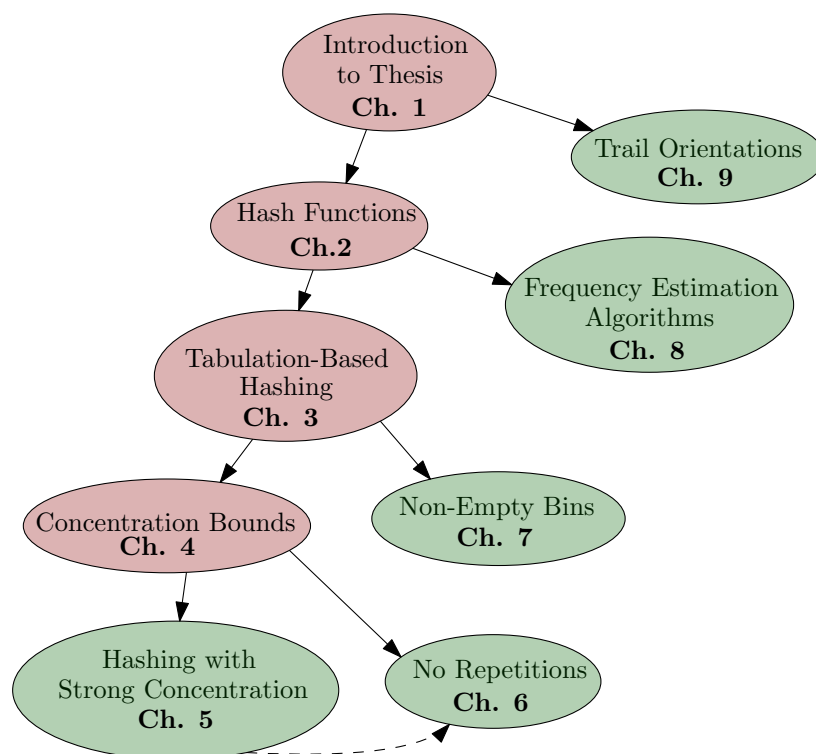 Introduction
to Thesis
Ch. 1
Trail Orientations
Ch. 9
Hash Functions
Ch.2
Frequency Estimation
Algorithms
Ch. 8
Tabulation-Based
Hashing
Ch. 3
Non-Empty Bins
Ch. 7
Concentration Bounds
Ch. 4
Hashing with
Strong Concentration
Ch. 5
No Repetitions
Ch. 6